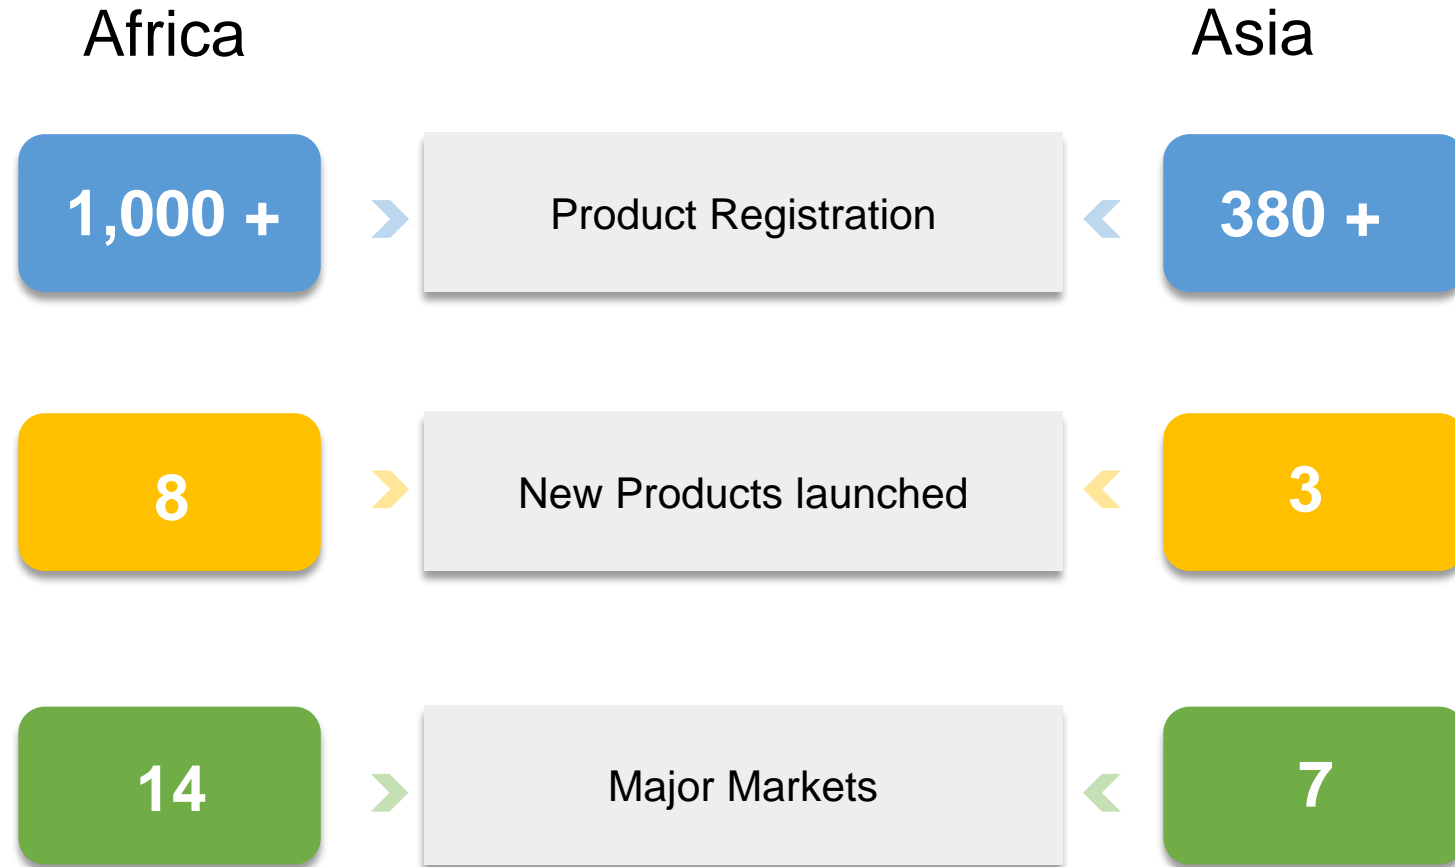 Africa
Asia
1,000 +
Product Registration
380 +
8
New Products launched
3
14
Major Markets
7